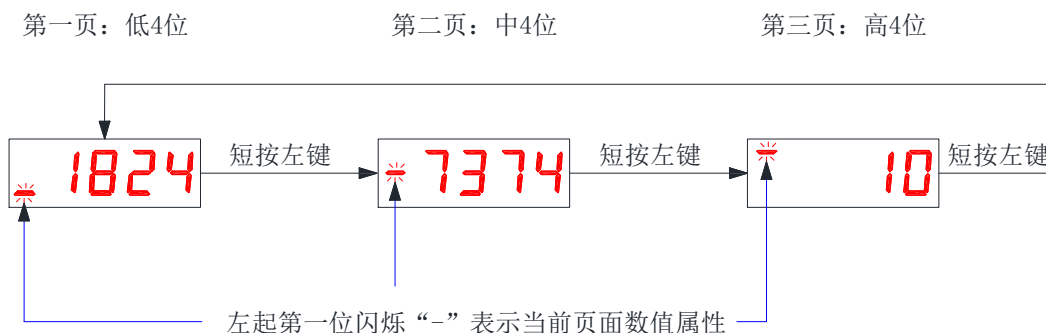 第一页：低4位 第二页：中4位 第三页：高4位
1824 短按左键 7374 短按左键 10 短按左键
左起第一位闪烁“-”表示当前页面数值属性